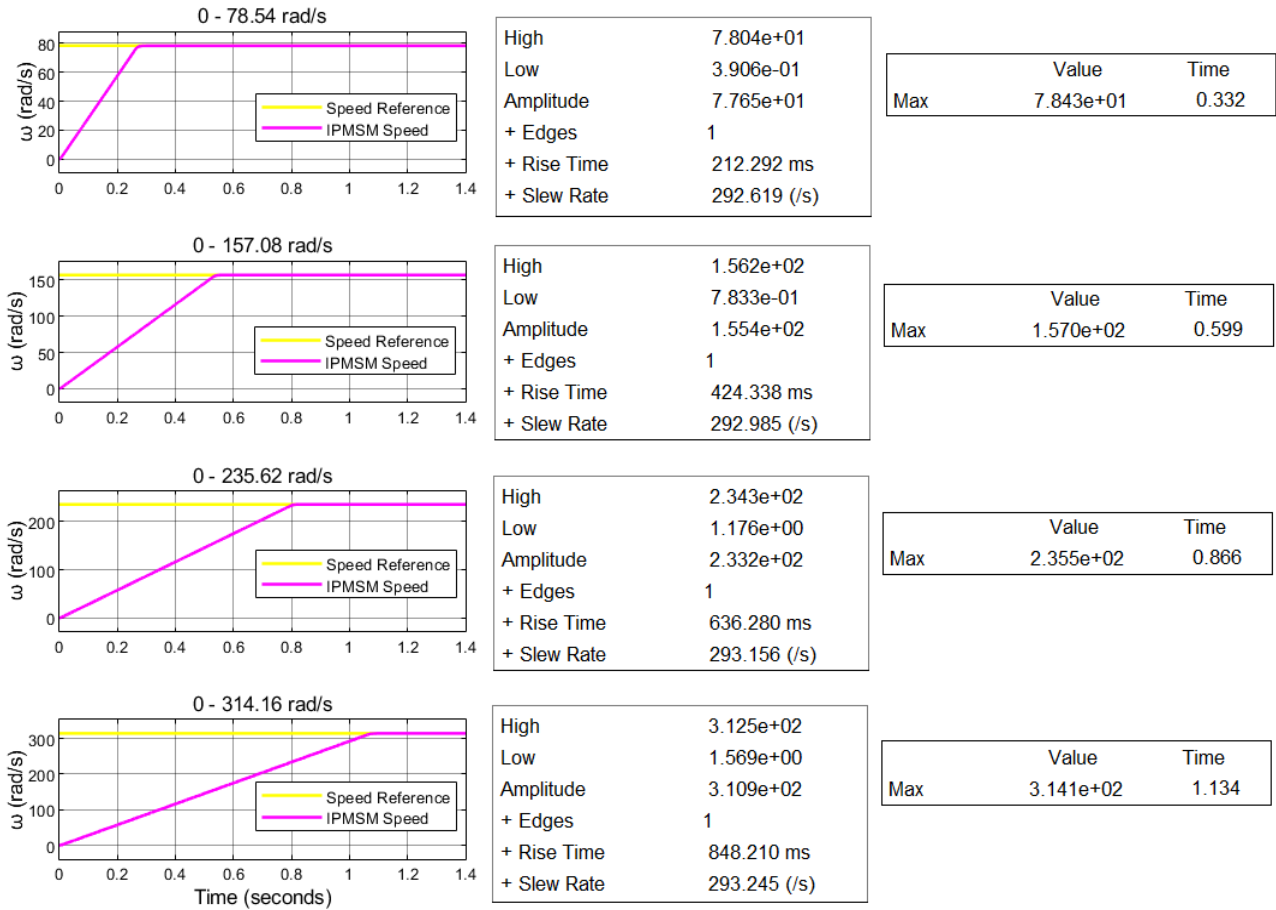 0 - 78.54 rad/s
ω (rad/s)
80
60
40
20
0
Speed Reference
IPMSM Speed
0 0.2 0.4 0.6 0.8 1 1.2 1.4
High 7.804e+01
Low 3.906e-01
Amplitude 7.765e+01
+ Edges 1
+ Rise Time 212.292 ms
+ Slew Rate 292.619 (/s)
Value Time
Max 7.843e+01 0.332
0 - 157.08 rad/s
ω (rad/s)
150
100
50
0
Speed Reference
IPMSM Speed
0 0.2 0.4 0.6 0.8 1 1.2 1.4
High 1.562e+02
Low 7.833e-01
Amplitude 1.554e+02
+ Edges 1
+ Rise Time 424.338 ms
+ Slew Rate 292.985 (/s)
Value Time
Max 1.570e+02 0.599
0 - 235.62 rad/s
ω (rad/s)
200
100
0
Speed Reference
IPMSM Speed
0 0.2 0.4 0.6 0.8 1 1.2 1.4
High 2.343e+02
Low 1.176e+00
Amplitude 2.332e+02
+ Edges 1
+ Rise Time 636.280 ms
+ Slew Rate 293.156 (/s)
Value Time
Max 2.355e+02 0.866
0 - 314.16 rad/s
ω (rad/s)
300
200
100
0
Speed Reference
IPMSM Speed
0 0.2 0.4 0.6 0.8 1 1.2 1.4
Time (seconds)
High 3.125e+02
Low 1.569e+00
Amplitude 3.109e+02
+ Edges 1
+ Rise Time 848.210 ms
+ Slew Rate 293.245 (/s)
Value Time
Max 3.141e+02 1.134